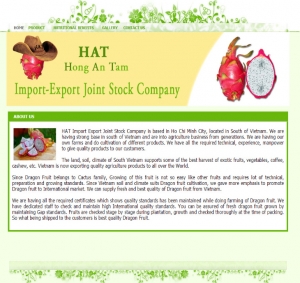 HOME PRODUCT NUTRITIONAL BENEFITS GALLERY CONTACT US
HAT
Hong An Tam
Import-Export Joint Stock Company
ABOUT US
HAT Import Export Joint Stock Company is based in Ho Chi Minh City, located in South of Vietnam. We are
having strong base in south of Vietnam and are into agriculture business from generations. We are having our
own farms and do cultivation of different products. We have all the required technical, experience, manpower
to give quality products to our customers.
The land, soil, climate of South Vietnam supports some of the best harvest of exotic fruits, vegetables, coffee,
cashew, etc. Vietnam is now exporting quality agriculture products to all over the World.
Since Dragon Fruit belongs to Cactus family, Growing of this fruit is not so easy like other fruits and requires lot of technical,
preparation and growing standards. Since Vietnam soil and climate suits Dragon fruit cultivation, we gave more emphasis to promote
Dragon fruit to International market. We can supply fresh and best quality of Dragon fruit from Vietnam.
We are having all the required certificates which shows quality standards has been maintained while doing farming of Dragon fruit. We
have dedicated staff to check and maintain high International quality standards. You can be assured of fresh dragon fruit grown by
maintaining Gap standards. Fruits are checked stage by stage during plantation, growth and checked thoroughly at the time of packing.
So what being shipped to the customers is best quality Dragon Fruit.